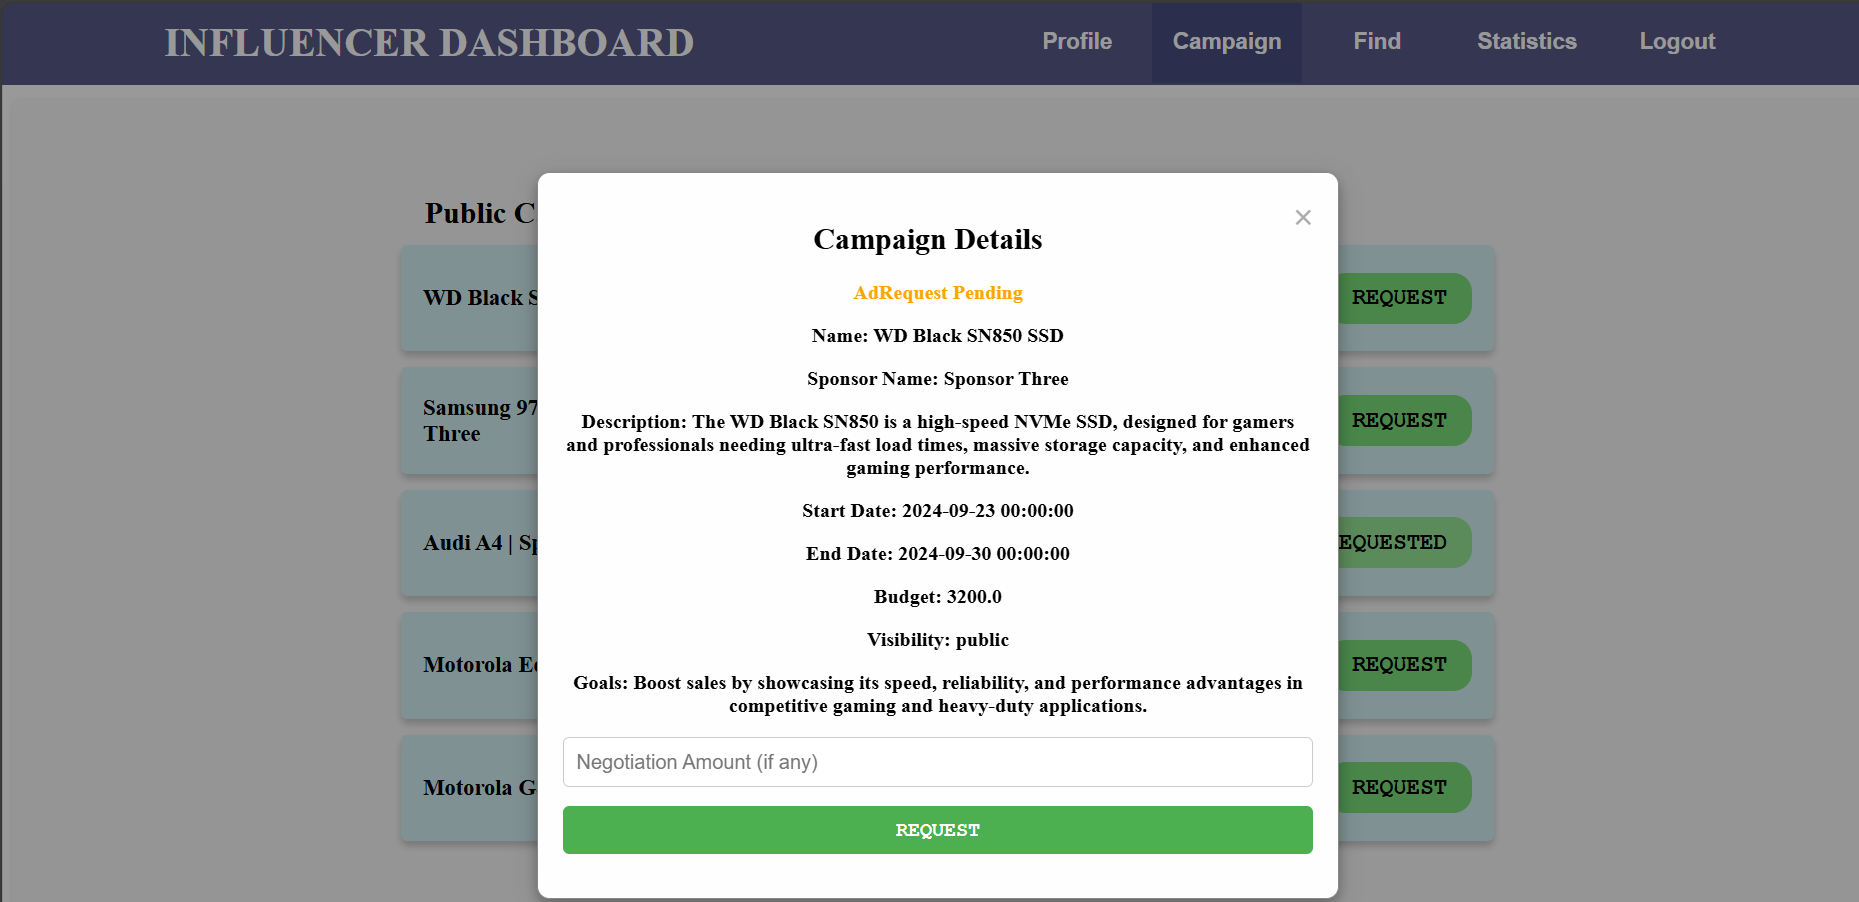 INFLUENCER DASHBOARD
Profile
Campaign
Find
Statistics
Logout
Public
Campaign Details
AdRequest Pending
Name: WD Black SN850 SSD
Sponsor Name: Sponsor Three
Description: The WD Black SN850 is a high-speed NVMe SSD, designed for gamers
and professionals needing ultra-fast load times, massive storage capacity, and enhanced
gaming performance.
Start Date: 2024-09-23 00:00:00
End Date: 2024-09-30 00:00:00
Budget: 3200.0
Visibility: public
Goals: Boost sales by showcasing its speed, reliability, and performance advantages in
competitive gaming and heavy-duty applications.
Negotiation Amount (if any)
REQUEST
WD Black
REQUEST
Samsung
Three
REQUEST
Audi A4 |
Motorola
REQUEST
Motorola
REQUEST